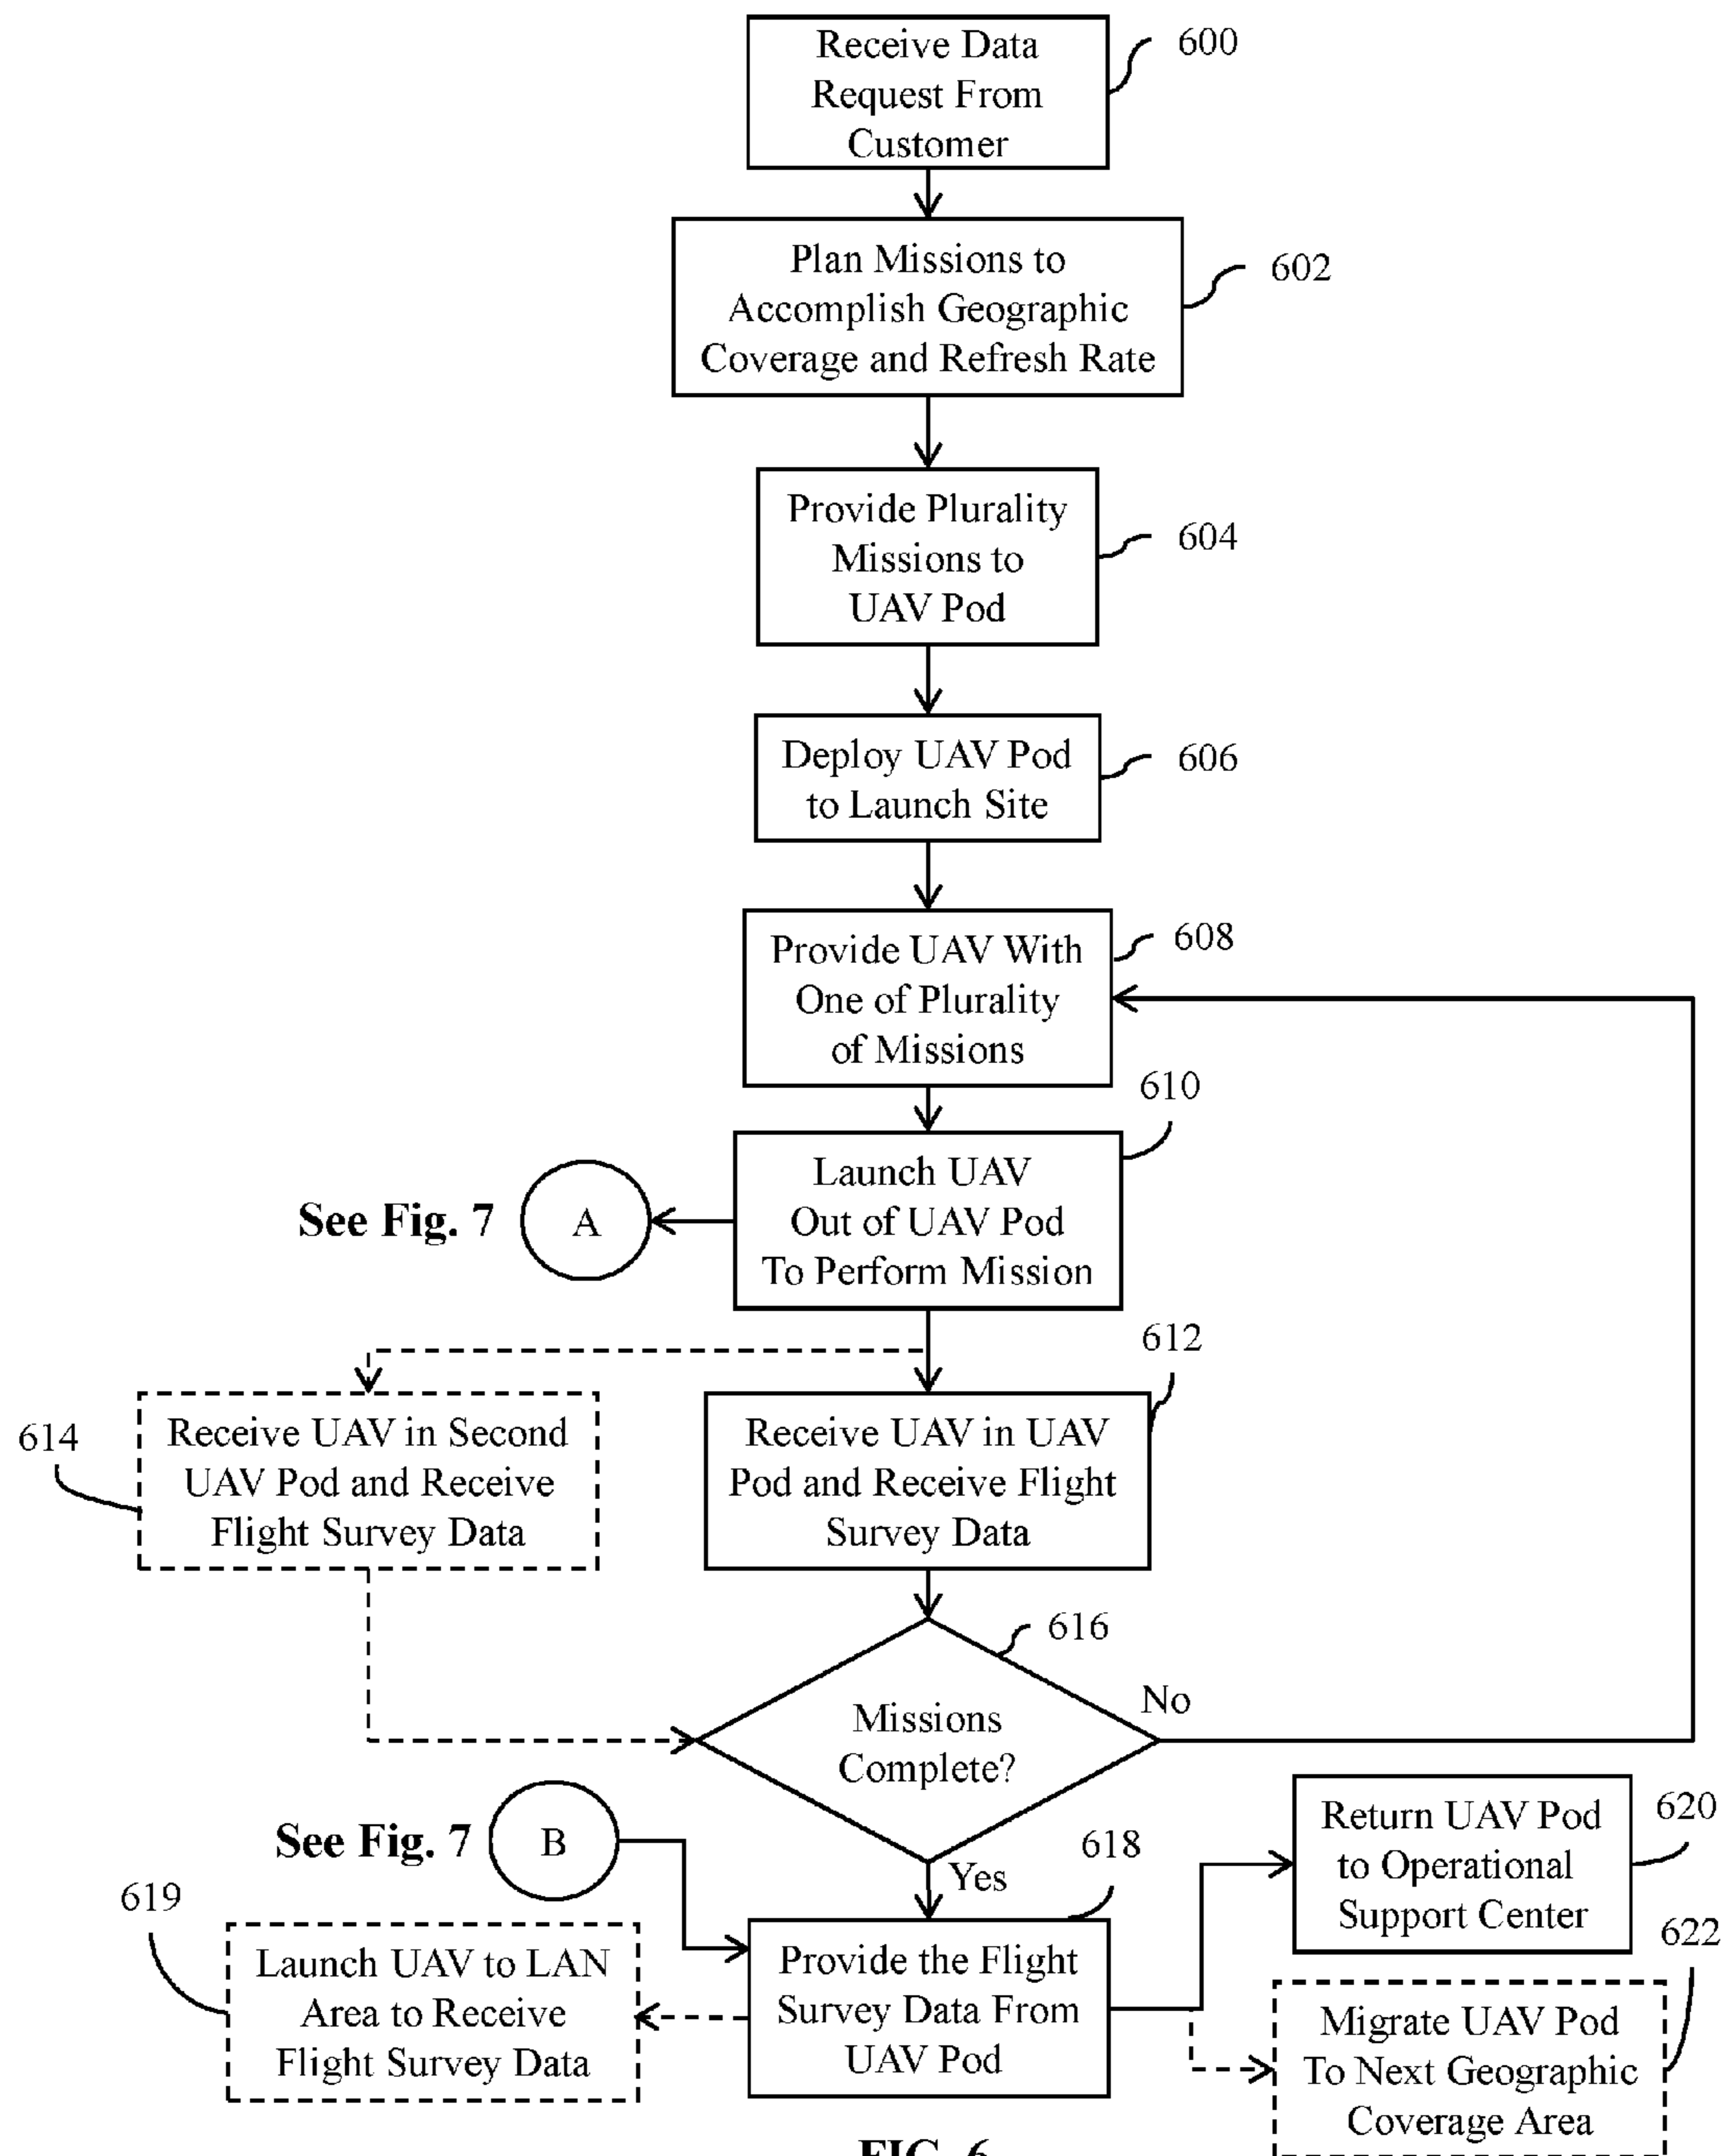 Receive Data
Request From
Customer
600
Plan Missions to
Accomplish Geographic
Coverage and Refresh Rate
602
Provide Plurality
Missions to
UAV Pod
604
Deploy UAV Pod
to Launch Site
606
Provide UAV With
One of Plurality
of Missions
608
610
Launch UAV
Out of UAV Pod
To Perform Mission
See Fig. 7
A
612
614
Receive UAV in Second
UAV Pod and Receive
Flight Survey Data
Receive UAV in UAV
Pod and Receive Flight
Survey Data
616
Missions
Complete?
No
Yes
See Fig. 7
B
618
620
Return UAV Pod
to Operational
Support Center
619
Launch UAV to LAN
Area to Receive
Flight Survey Data
Provide the Flight
Survey Data From
UAV Pod
622
Migrate UAV Pod
To Next Geographic
Coverage Area
FIG. 6